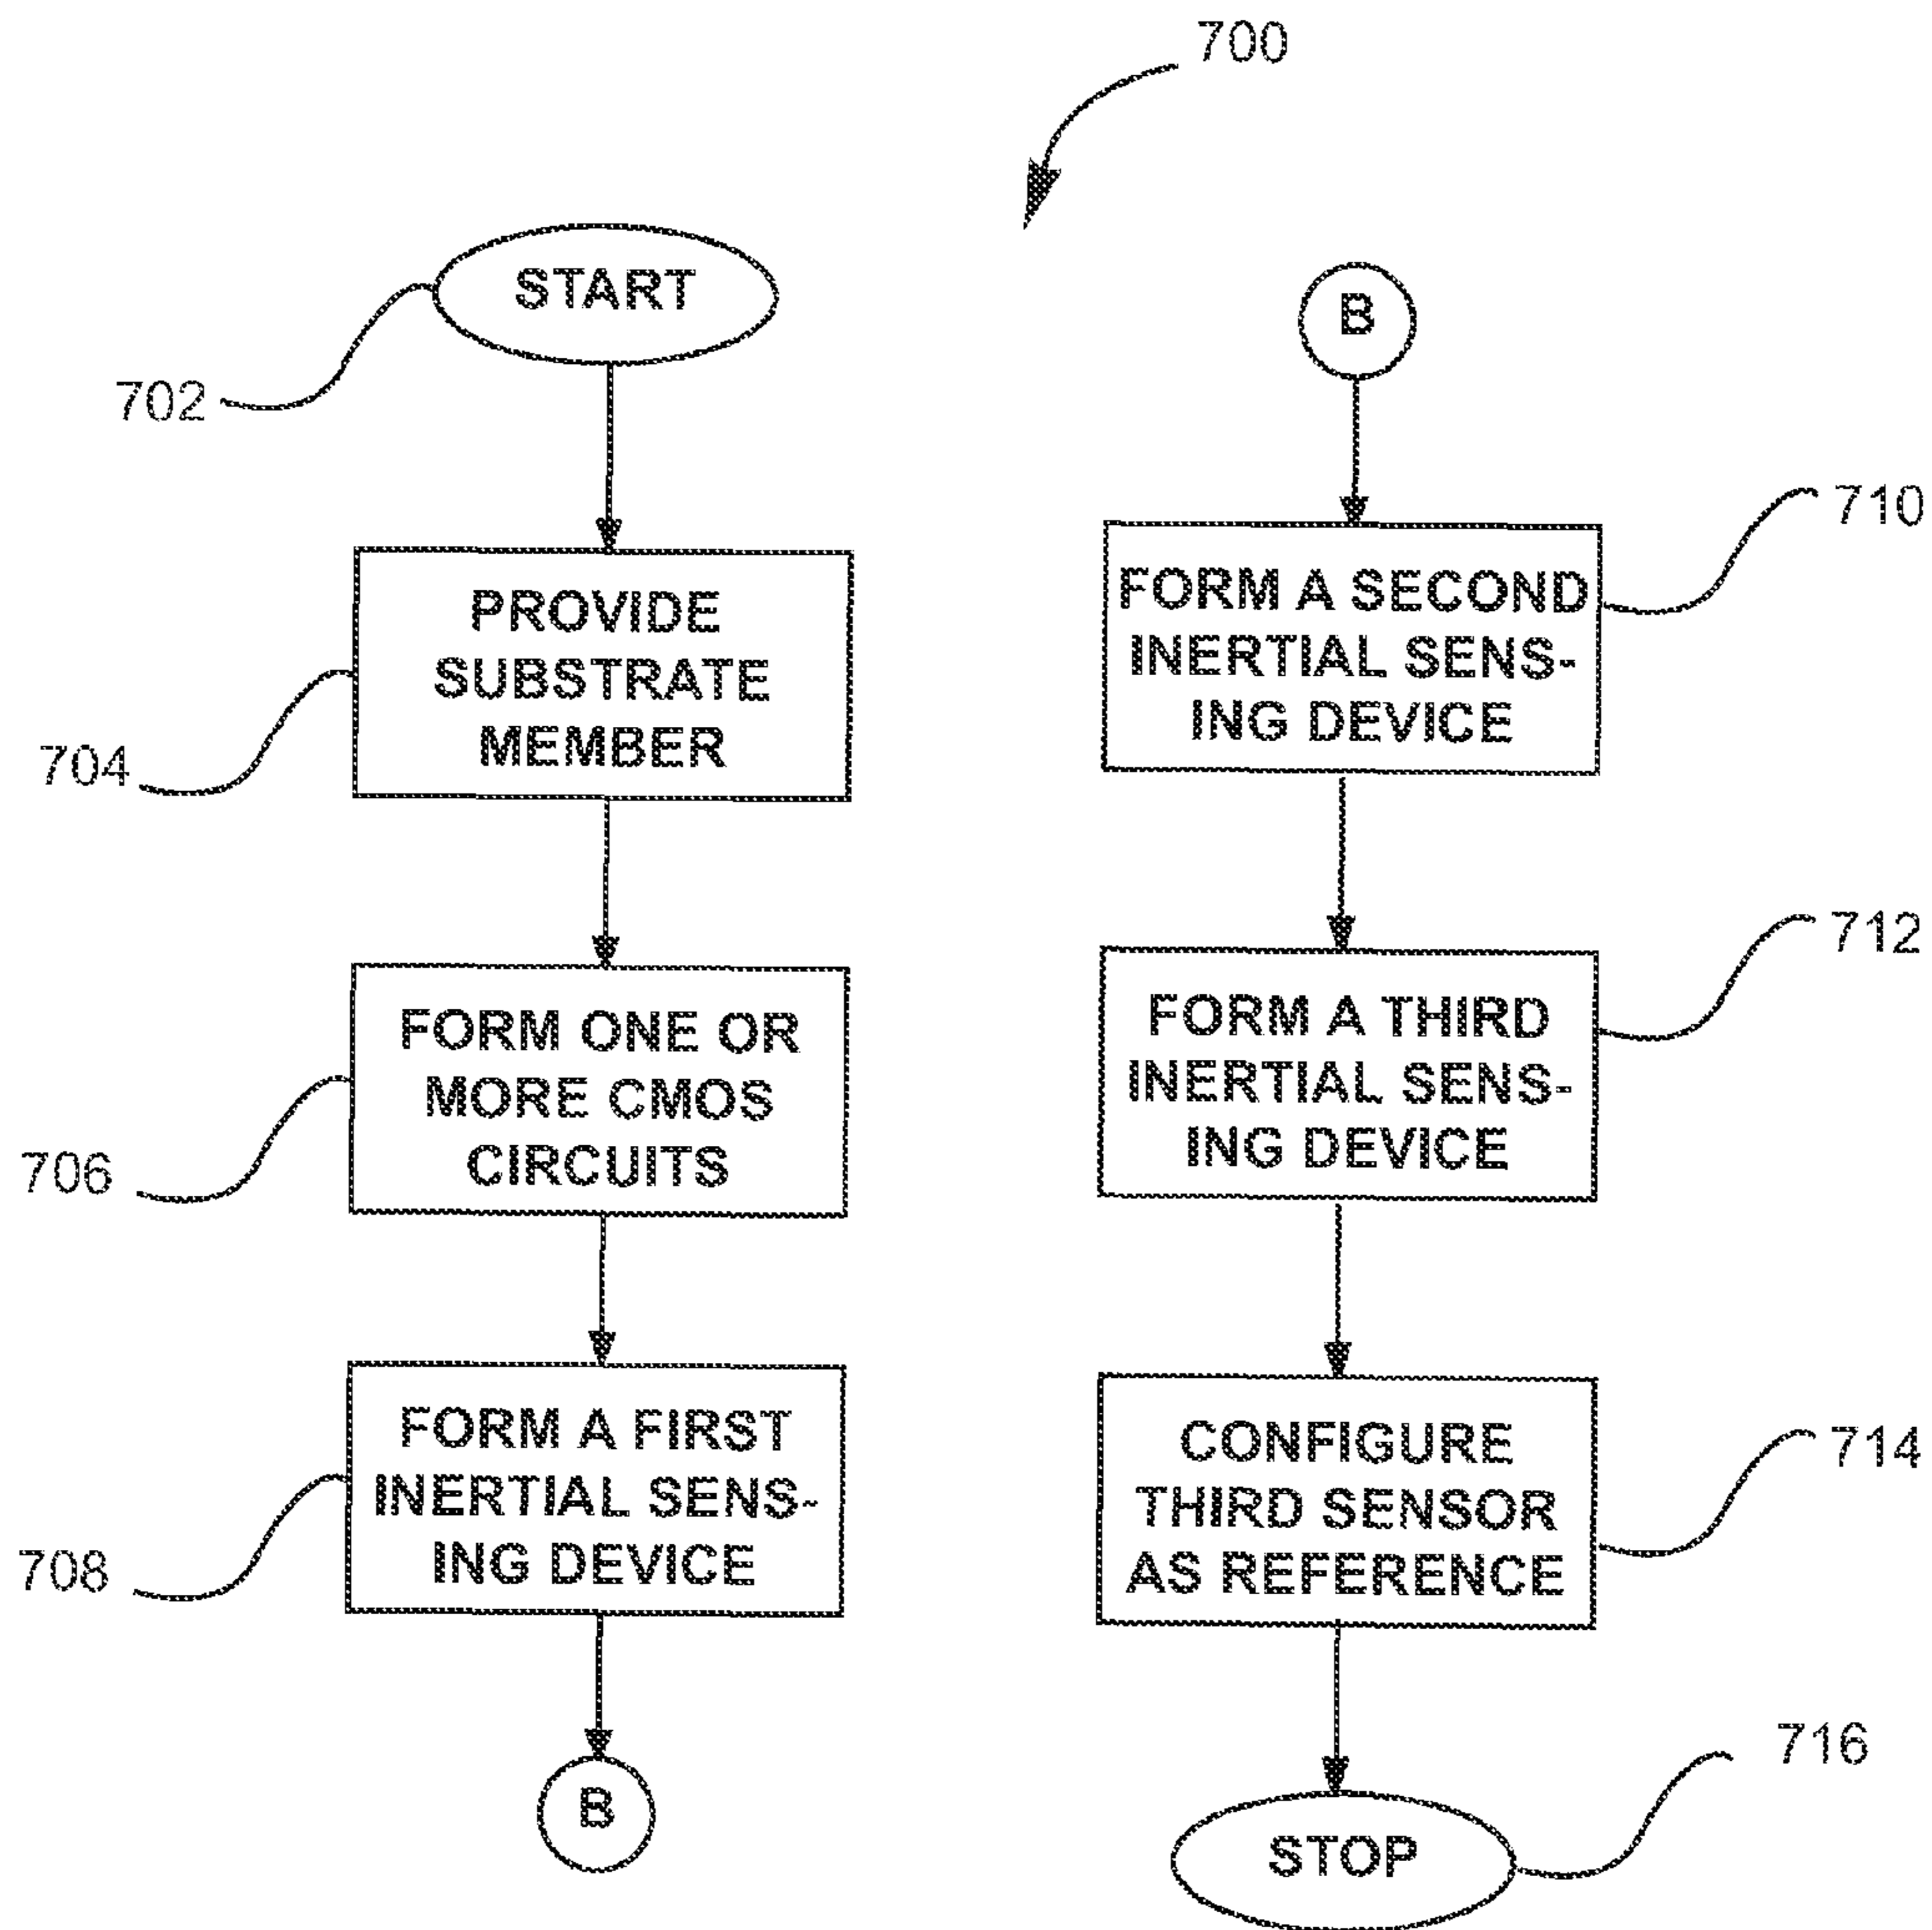 700
START
702
PROVIDE
SUBSTRATE
MEMBER
704
FORM ONE OR
MORE CMOS
CIRCUITS
706
FORM A FIRST
INERTIAL SENS-
ING DEVICE
708
B
B
FORM A SECOND
INERTIAL SENS-
ING DEVICE
710
FORM A THIRD
INERTIAL SENS-
ING DEVICE
712
CONFIGURE
THIRD SENSOR
AS REFERENCE
714
STOP
716